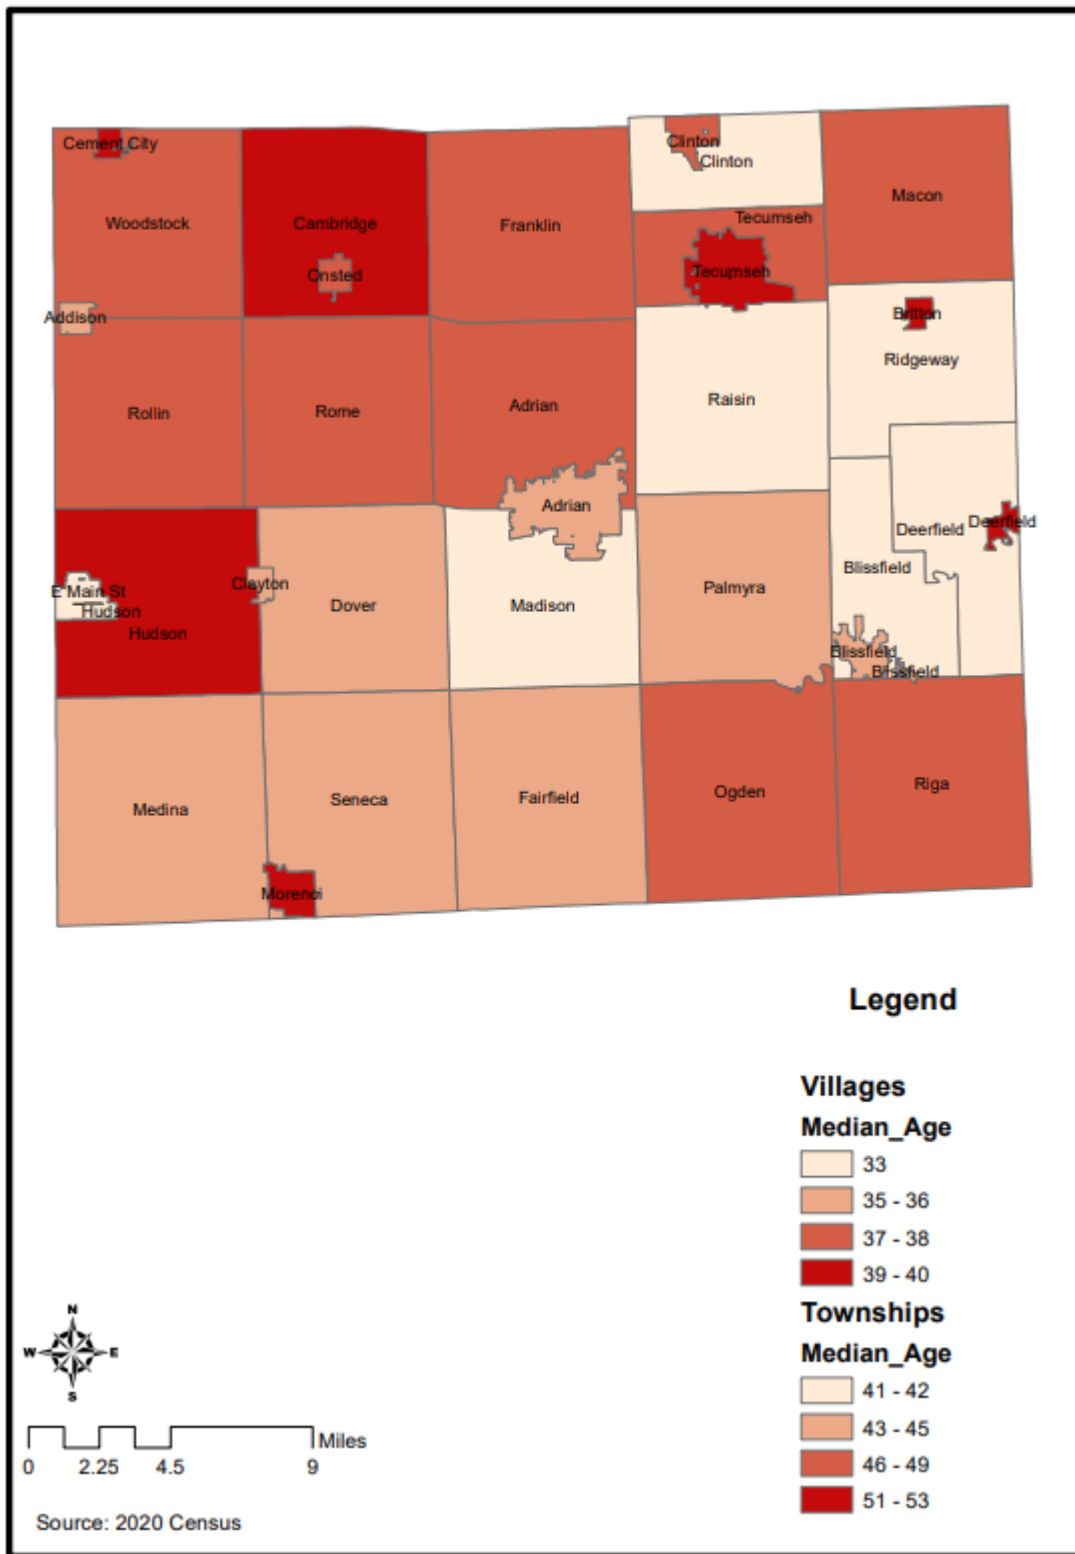 Cement City
Clinton
Clinton
Macon
Woodstock
Cambridge
Franklin
Tecumseh
Onsted
Tecumseh
Addison
Britton
Ridgeway
Rollin
Rome
Adrian
Raisin
Adrian
Deerfield
Deerfield
Blissfield
E Main St
Hudson
Hudson
Clayton
Dover
Madison
Palmyra
Blissfield
Blissfield
Medina
Seneca
Fairfield
Ogden
Riga
Morenci
Legend
Villages
Median_Age
33
35 - 36
37 - 38
39 - 40
Townships
Median_Age
41 - 42
43 - 45
46 - 49
51 - 53
N
W E
S
Miles
0 2.25 4.5 9
Source: 2020 Census